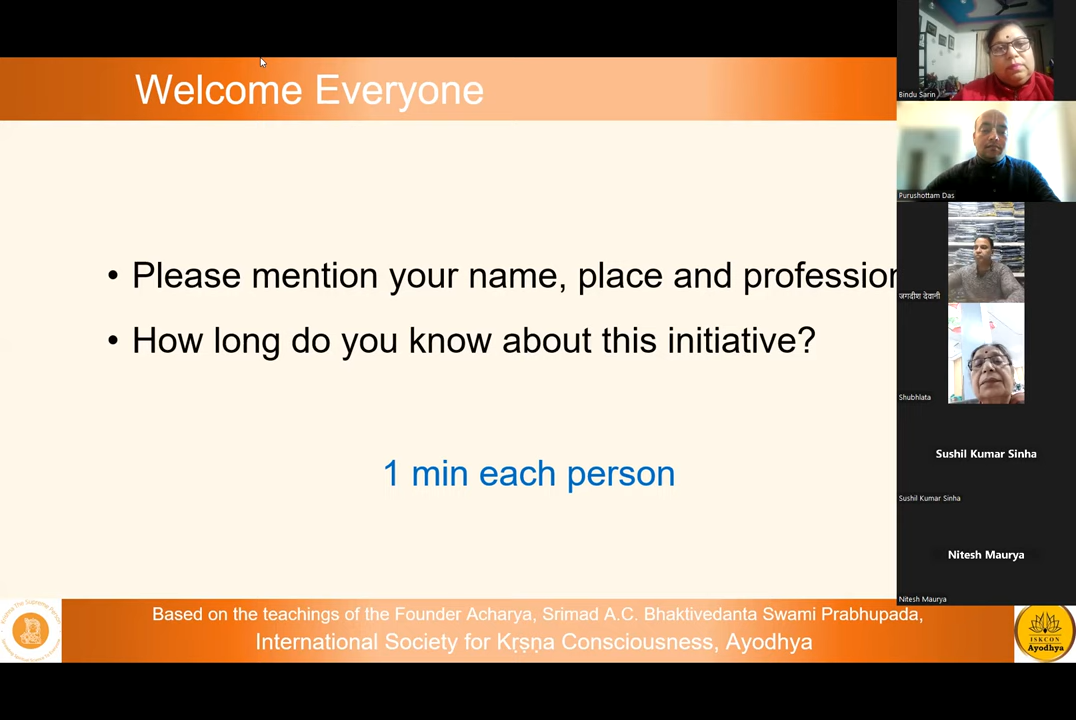 Welcome Everyone
• Please mention your name, place and profession
• How long do you know about this initiative?
1 min each person
Based on the teachings of the Founder Acharya, Srimad A.C. Bhaktivedanta Swami Prabhupada,
International Society for Kṛṣṇa Consciousness, Ayodhya
ISKCON
Ayodhya
Bindu Sarin
Purushottam Das
जगदीश देवानी
Shubhlata
Sushil Kumar Sinha
Sushil Kumar Sinha
Nitesh Maurya
Nitesh Maurya